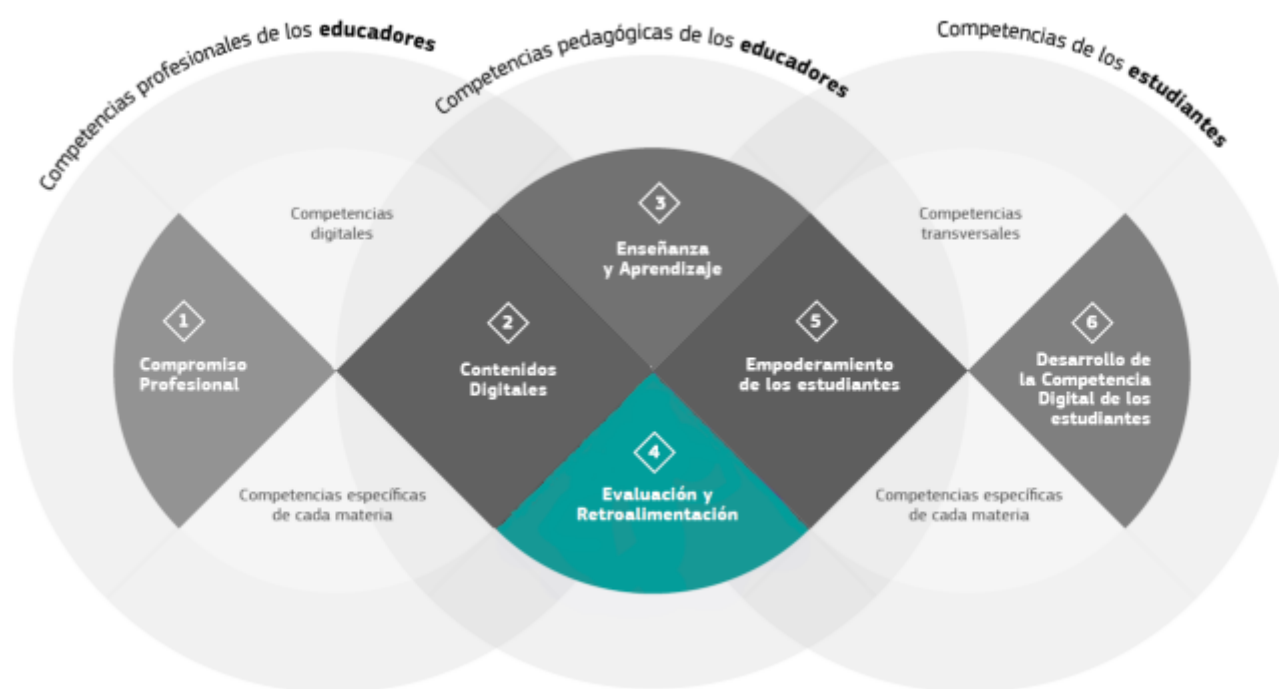 Competencias profesionales de los educadores
Competencias pedagógicas de los educadores
Competencias de los estudiantes
Competencias
digitales
3
Enseñanza
y Aprendizaje
Competencias
transversales
1
Compromiso
Profesional
2
Contenidos
Digitales
5
Empoderamiento
de los estudiantes
6
Desarrollo de
la Competencia
Digital de los
estudiantes
Competencias específicas
de cada materia
4
Evaluación y
Retroalimentación
Competencias específicas
de cada materia